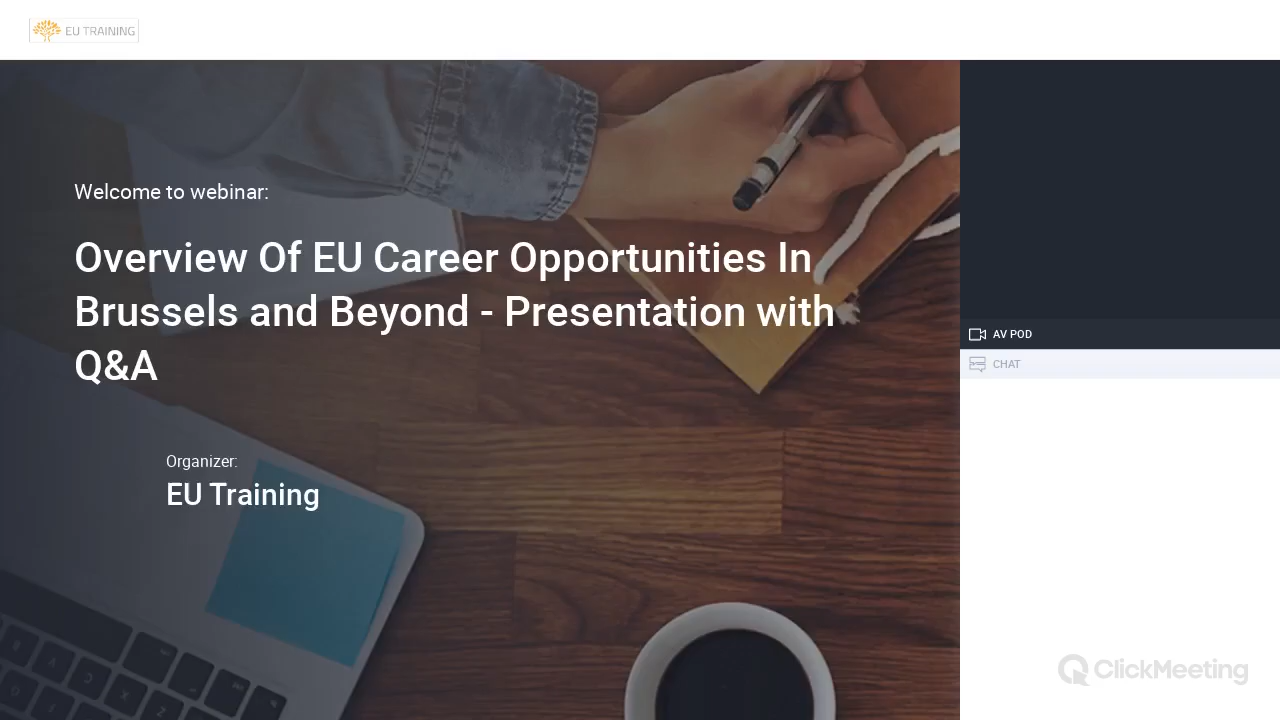 EU TRAINING
Welcome to webinar:
Overview Of EU Career Opportunities In
Brussels and Beyond - Presentation with
Q&A
Organizer:
EU Training
AV POD
CHAT
ClickMeeting